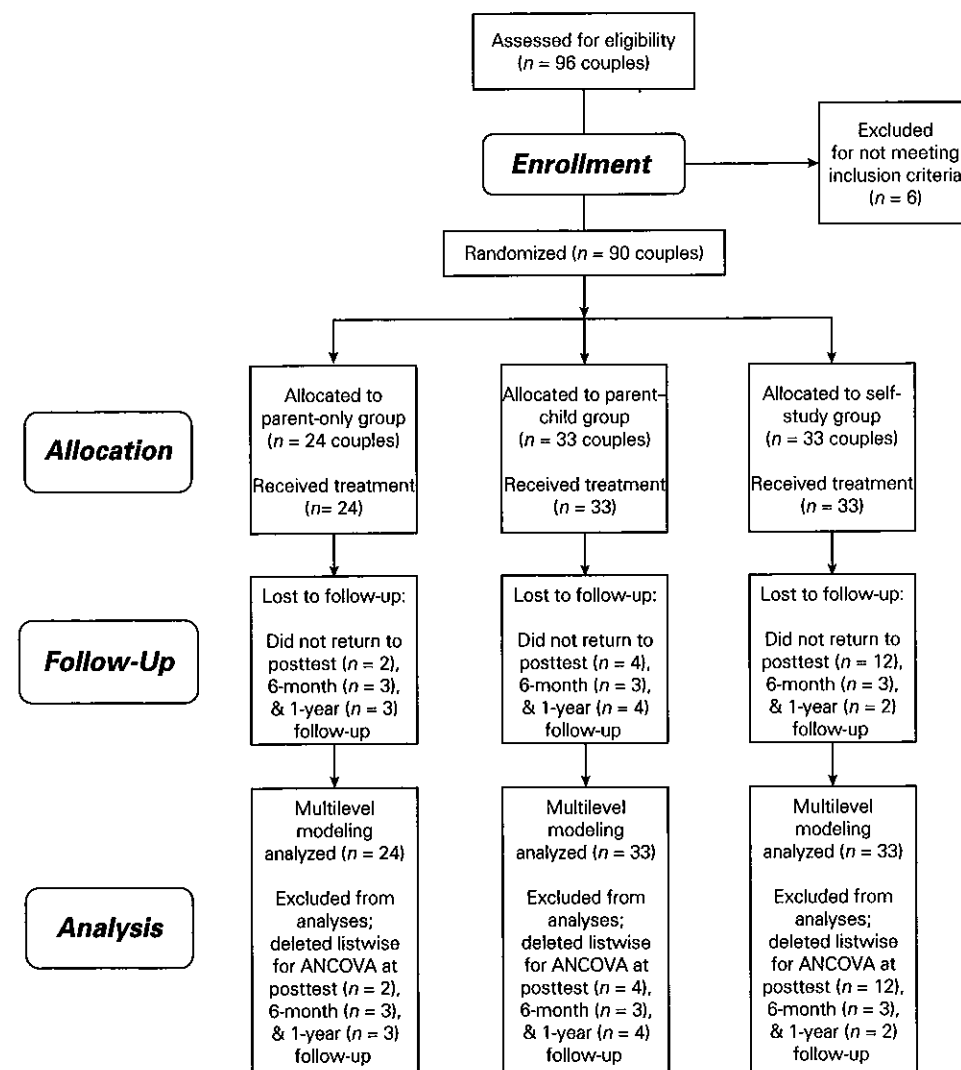 Assessed for eligibility
(n = 96 couples)
Enrollment
Excluded
for not meeting
inclusion criteria
(n = 6)
Randomized (n = 90 couples)
Allocation
Allocated to
parent-only group
(n = 24 couples)
Received treatment
(n= 24)
Allocated to parent–
child group
(n = 33 couples)
Received treatment
(n = 33)
Allocated to self-
study group
(n = 33 couples)
Received treatment
(n = 33)
Follow-Up
Lost to follow-up:
Did not return to
posttest (n = 2),
6-month (n = 3),
& 1-year (n = 3)
follow-up
Lost to follow-up:
Did not return to
posttest (n = 4),
6-month (n = 3),
& 1-year (n = 4)
follow-up
Lost to follow-up:
Did not return to
posttest (n = 12),
6-month (n = 3),
& 1-year (n = 2)
follow-up
Analysis
Multilevel
modeling
analyzed (n = 24)
Excluded from
analyses;
deleted listwise
for ANCOVA at
posttest (n = 2),
6-month (n = 3),
& 1-year (n = 3)
follow-up
Multilevel
modeling
analyzed (n = 33)
Excluded from
analyses;
deleted listwise
for ANCOVA at
posttest (n = 4),
6-month (n = 3),
& 1-year (n = 4)
follow-up
Multilevel
modeling
analyzed (n = 33)
Excluded from
analyses;
deleted listwise
for ANCOVA at
posttest (n = 12),
6-month (n = 3),
& 1-year (n = 2)
follow-up